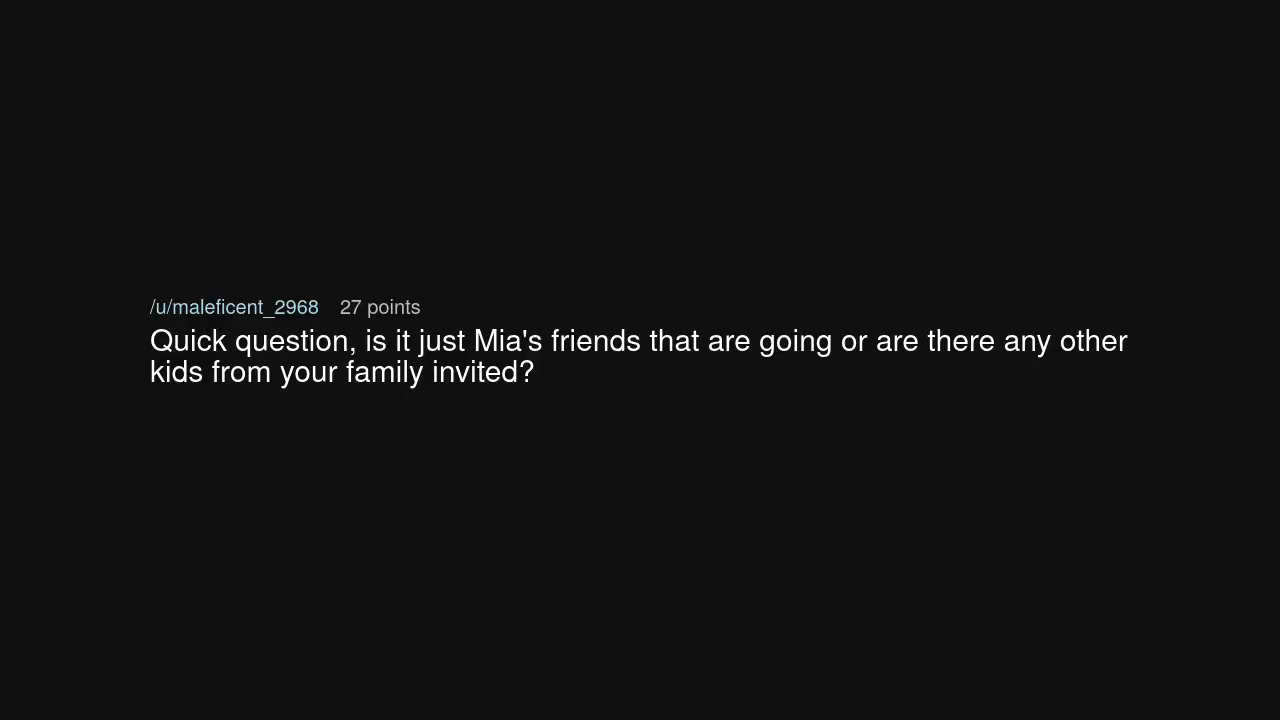 /u/maleficent_2968 27 points
Quick question, is it just Mia's friends that are going or are there any other
kids from your family invited?